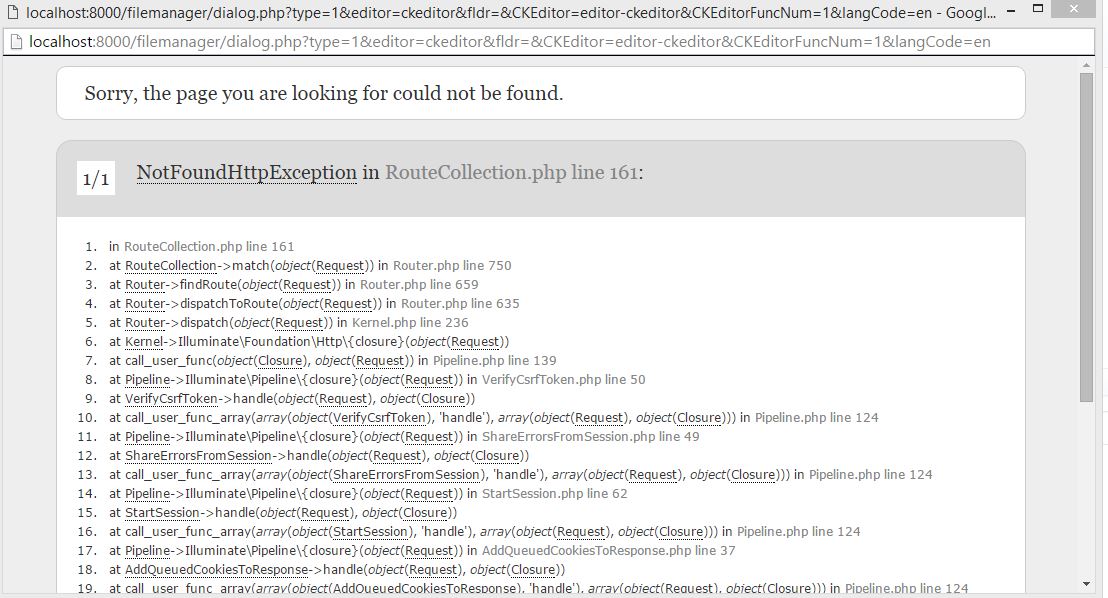 localhost:8000/filemanager/dialog.php?type=1&editor=ckeditor&fldr=&CKEditor=editor-ckeditor&CKEditorFuncNum=1&langCode=en - Googl...
localhost:8000/filemanager/dialog.php?type=1&editor=ckeditor&fldr=&CKEditor=editor-ckeditor&CKEditorFuncNum=1&langCode=en
Sorry, the page you are looking for could not be found.
1/1 NotFoundHttpException in RouteCollection.php line 161:
1. in RouteCollection.php line 161
2. at RouteCollection->match(object(Request)) in Router.php line 750
3. at Router->findRoute(object(Request)) in Router.php line 659
4. at Router->dispatchToRoute(object(Request)) in Router.php line 635
5. at Router->dispatch(object(Request)) in Kernel.php line 236
6. at Kernel->Illuminate\Foundation\Http\{closure}(object(Request))
7. at call_user_func(object(Closure), object(Request)) in Pipeline.php line 139
8. at Pipeline->Illuminate\Pipeline\{closure}(object(Request)) in VerifyCsrfToken.php line 50
9. at VerifyCsrfToken->handle(object(Request), object(Closure))
10. at call_user_func_array(array(object(VerifyCsrfToken), 'handle'), array(object(Request), object(Closure))) in Pipeline.php line 124
11. at Pipeline->Illuminate\Pipeline\{closure}(object(Request)) in ShareErrorsFromSession.php line 49
12. at ShareErrorsFromSession->handle(object(Request), object(Closure))
13. at call_user_func_array(array(object(ShareErrorsFromSession), 'handle'), array(object(Request), object(Closure))) in Pipeline.php line 124
14. at Pipeline->Illuminate\Pipeline\{closure}(object(Request)) in StartSession.php line 62
15. at StartSession->handle(object(Request), object(Closure))
16. at call_user_func_array(array(object(StartSession), 'handle'), array(object(Request), object(Closure))) in Pipeline.php line 124
17. at Pipeline->Illuminate\Pipeline\{closure}(object(Request)) in AddQueuedCookiesToResponse.php line 37
18. at AddQueuedCookiesToResponse->handle(object(Request), object(Closure))
19. at call_user_func_array(array(object(AddQueuedCookiesToResponse), 'handle'), array(object(Request), object(Closure))) in Pipeline.php line 124